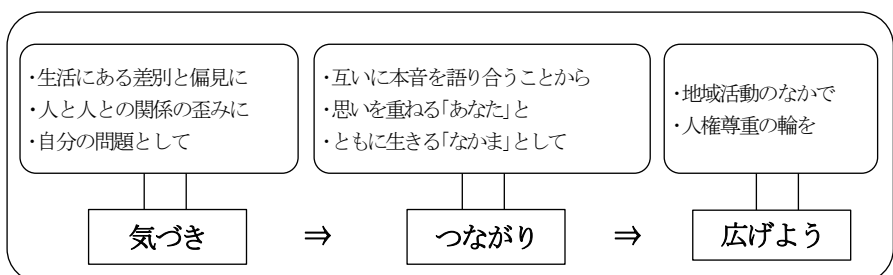 ・生活にある差別と偏見に
・人と人との関係の歪みに
・自分の問題として
・互いに本音を語り合うことから
・思いを重ねる「あなた」と
・ともに生きる「なかま」として
・地域活動のなかで
・人権尊重の輪を
気づき ⇒ つながり ⇒ 広げよう